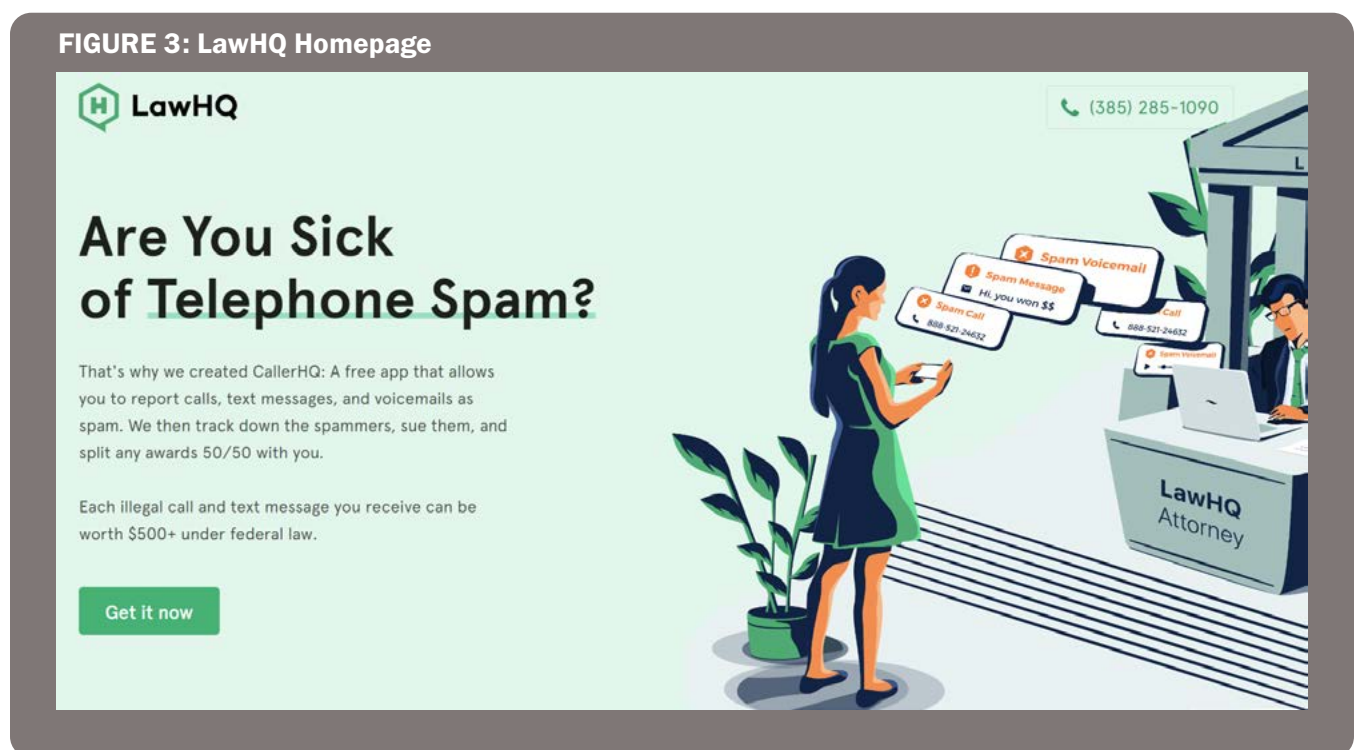 FIGURE 3: LawHQ Homepage
H LawHQ
(385) 285-1090
Are You Sick
of Telephone Spam?
That's why we created CallerHQ: A free app that allows
you to report calls, text messages, and voicemails as
spam. We then track down the spammers, sue them, and
split any awards 50/50 with you.
Each illegal call and text message you receive can be
worth $500+ under federal law.
Get it now
L
Spam Voicemail
Spam Message
Hi, you won $$
Spam Call
888-521-24632
Call
888-521-24632
Spam Voicemail
LawHQ
Attorney